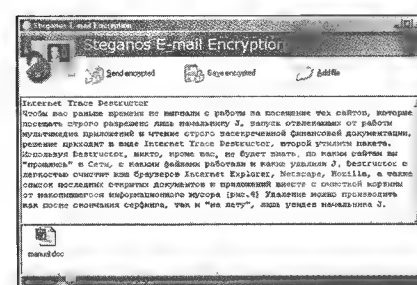 Steganos E-mail Encryption
Steganos E-mail Encryption
Send encrypted Save encrypted Add file
Internet Trace Destructor
Чтобы вас раньше времени не выгнали с работы за посещение тех сайтов, которые
посещать строго разрешено лишь начальнику J, запуск отвлекающих от работы
мультимедиа приложений и чтение строго засекреченной финансовой документации,
решение приходит в виде Internet Trace Destructor, второй утилиты пакета.
Используя Destructor, никто, кроме вас, не будет знать, по каким сайтам вы
"прошлись" в Сети, с какими файлами работали и какие удалили J. Destructor с
легкостью очистит кэш браузеров Internet Explorer, Netscape, Mozilla, а также
список последних открытых документов и приложений вместе с очисткой корзины
от накопившегося информационного мусора (рис.4) Удаление можно производить
как после окончания серфинга, так и "на лету", лишь увидев начальника J.
manual.doc